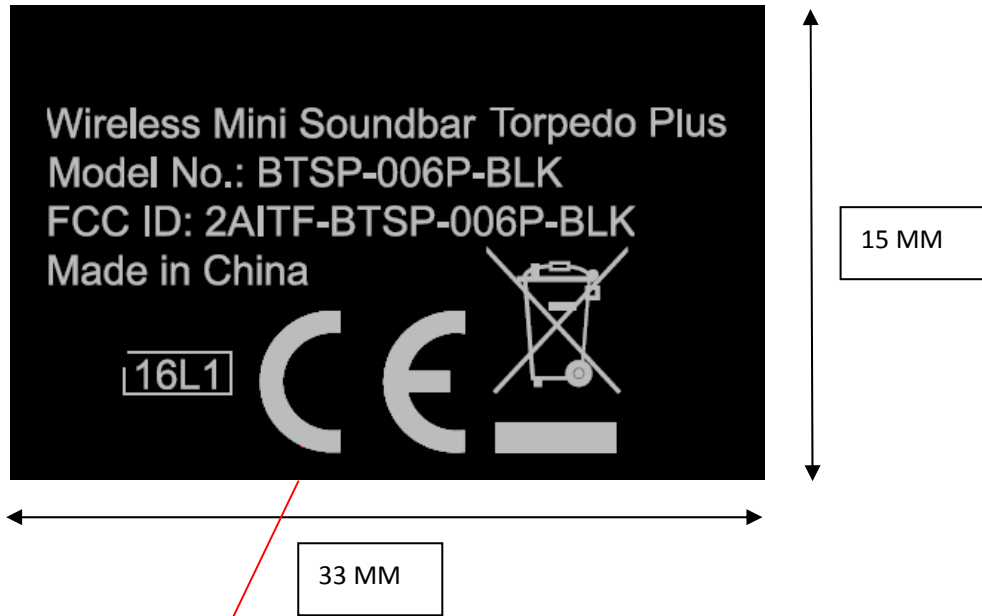 Wireless Mini Soundbar Torpedo Plus
Model No.: BTSP-006P-BLK
FCC ID: 2AITF-BTSP-006P-BLK
Made in China
16L1 CE
15 MM
33 MM